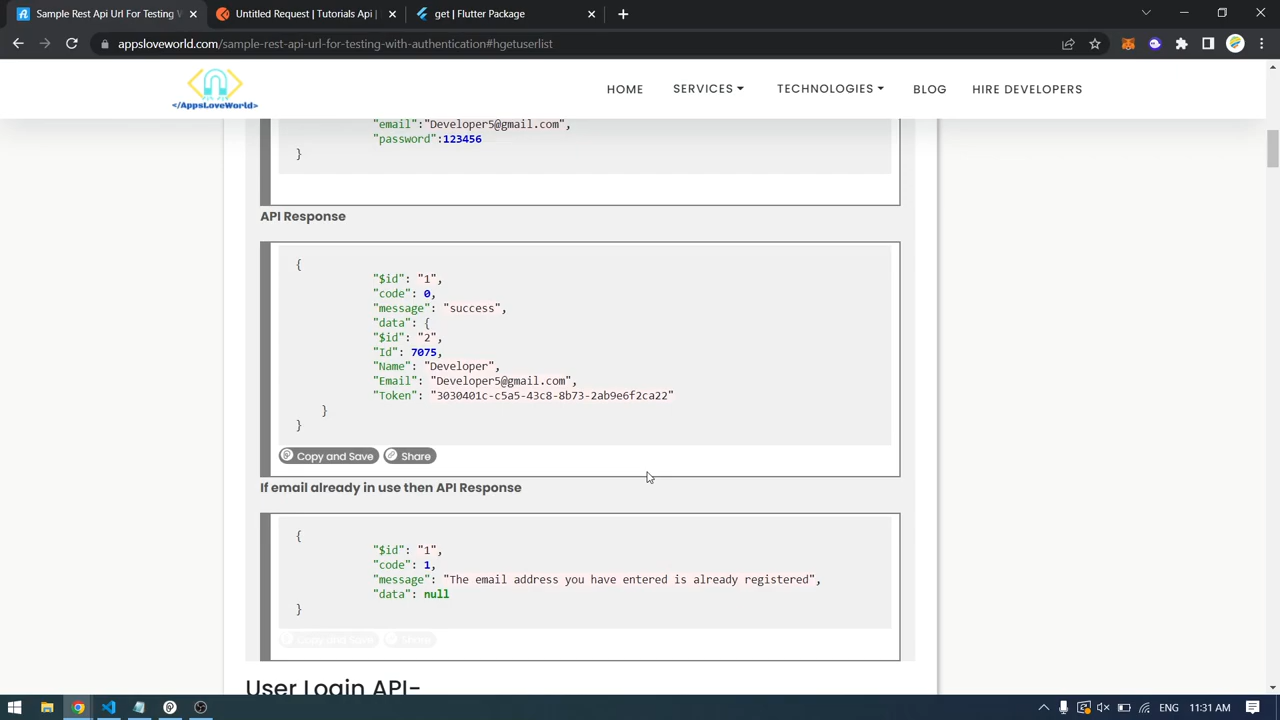 Sample Rest Api Url For Testing W
Untitled Request | Tutorials Api
get | Flutter Package
appsloveworld.com/sample-rest-api-url-for-testing-with-authentication#hgetuserlist
</AppsLoveWorld>
HOME
SERVICES
TECHNOLOGIES
BLOG
HIRE DEVELOPERS
"email":"Developer5@gmail.com",
"password":123456
}
API Response
{
"$id": "1",
"code": 0,
"message": "success",
"data": {
"$id": "2",
"Id": 7075,
"Name": "Developer",
"Email": "Developer5@gmail.com",
"Token": "3030401c-c5a5-43c8-8b73-2ab9e6f2ca22"
}
}
Copy and Save
Share
If email already in use then API Response
{
"$id": "1",
"code": 1,
"message": "The email address you have entered is already registered",
"data": null
}
Copy and Save
Share
User Login API-
ENG
11:31 AM